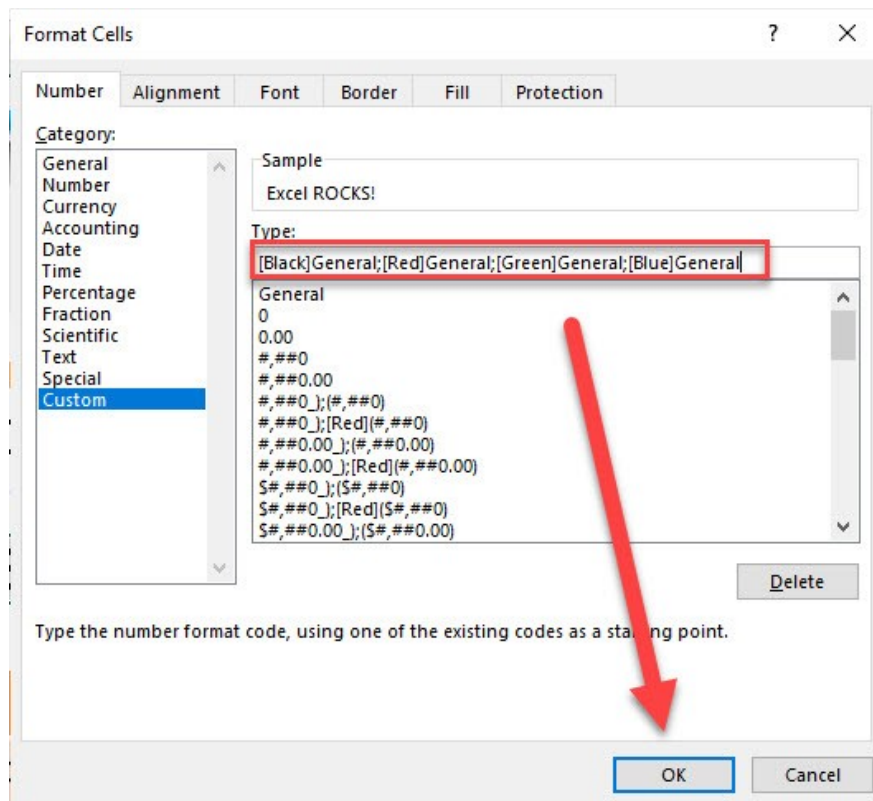 Format Cells ? X
Number Alignment Font Border Fill Protection
Category:
General
Number
Currency
Accounting
Date
Time
Percentage
Fraction
Scientific
Text
Special
Custom
Sample
Excel ROCKS!
Type:
[Black]General;[Red]General;[Green]General;[Blue]General
General
0
0.00
#,##0
#,##0.00
#,##0_);(#,##0)
#,##0_);[Red](#,##0)
#,##0.00_);(#,##0.00)
#,##0.00_);[Red](#,##0.00)
$#,##0_);($#,##0)
$#,##0_);[Red]($#,##0)
$#,##0.00_);($#,##0.00)
Delete
Type the number format code, using one of the existing codes as a starting point.
OK Cancel